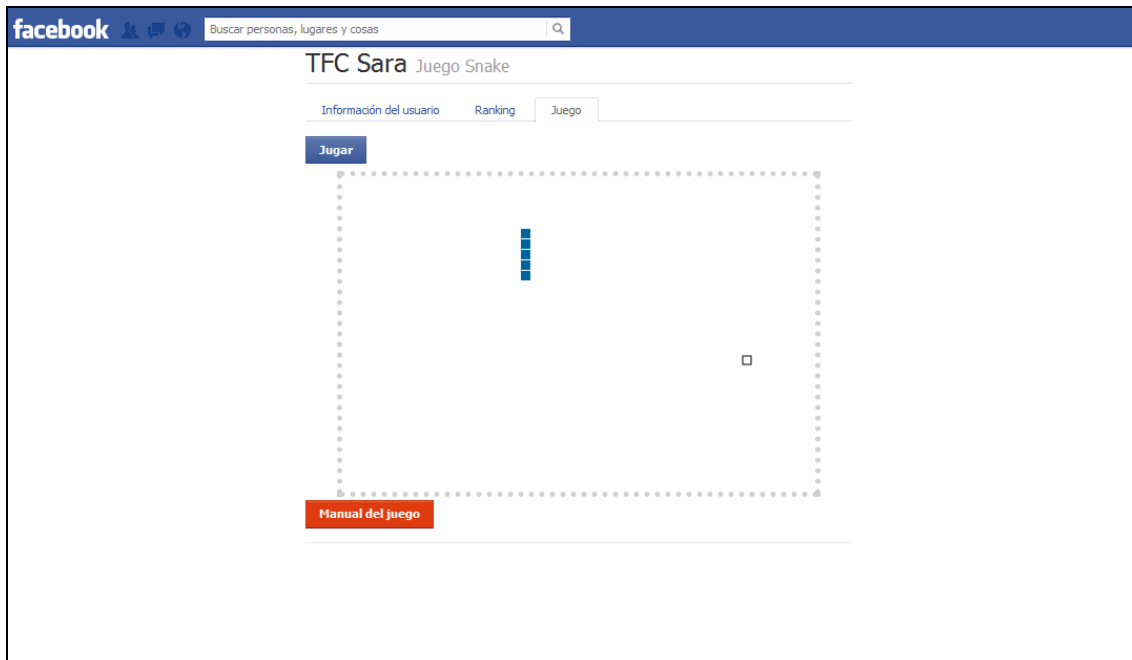 facebook Buscar personas, lugares y cosas
TFC Sara Juego Snake
Información del usuario Ranking Juego
Jugar
Manual del juego